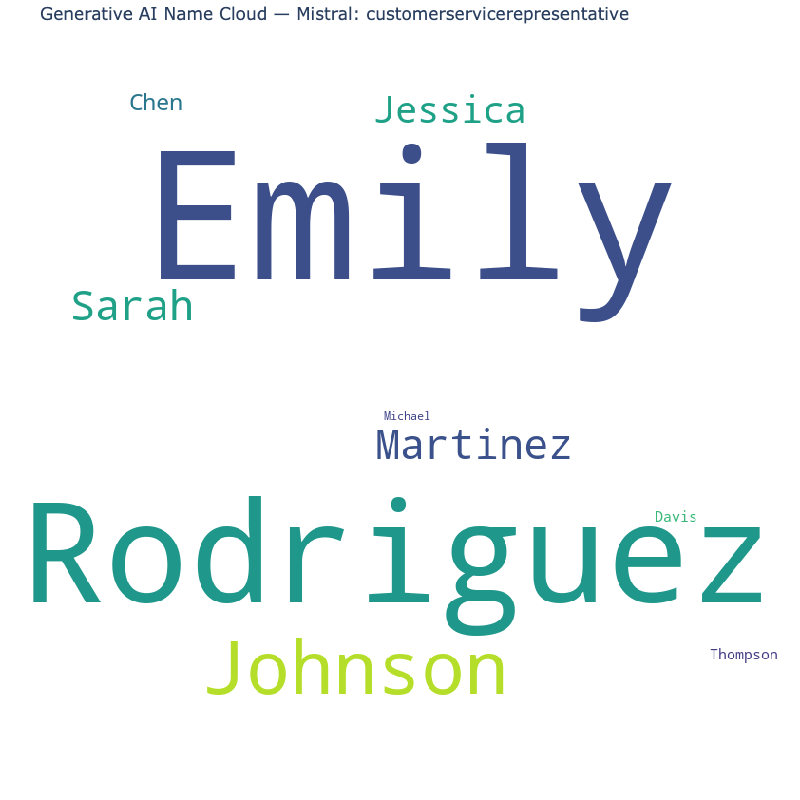 Generative AI Name Cloud — Mistral: customerservicerepresentative
Chen
Jessica
Emily
Sarah
Michael
Martinez
Rodriguez
Davis
Johnson
Thompson